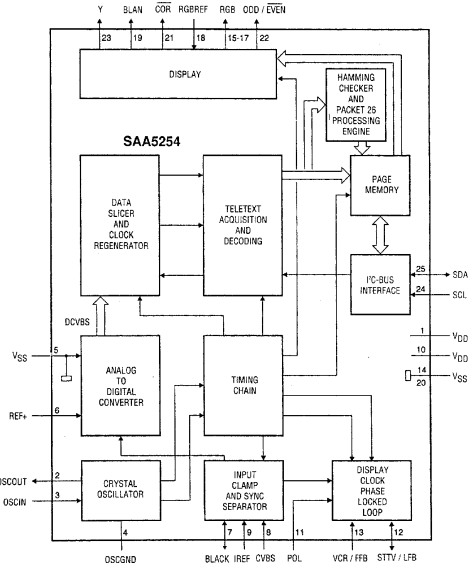 Y BLAN COR RGBREF RGB ODD / EVEN
23 19 21 18 15-17 22
DISPLAY
HAMMING
CHECKER
AND
PACKET 26
PROCESSING
ENGINE
SAA5254
DATA
SLICER
AND
CLOCK
REGENERATOR
TELETEXT
ACQUISITION
AND
DECODING
PAGE
MEMORY
I²C-BUS
INTERFACE
25 SDA
24 SCL
DCVBS
1 VDD
10 VDD
14 VSS
20
VSS 5
REF+ 6
ANALOG
TO
DIGITAL
CONVERTER
TIMING
CHAIN
OSCOUT 2
OSCIN 3
CRYSTAL
OSCILLATOR
INPUT
CLAMP
AND SYNC
SEPARATOR
DISPLAY
CLOCK
PHASE
LOCKED
LOOP
4 7 9 8 11 13 12
OSCGND BLACK IREF CVBS POL VCR / FFB STTV / LFB